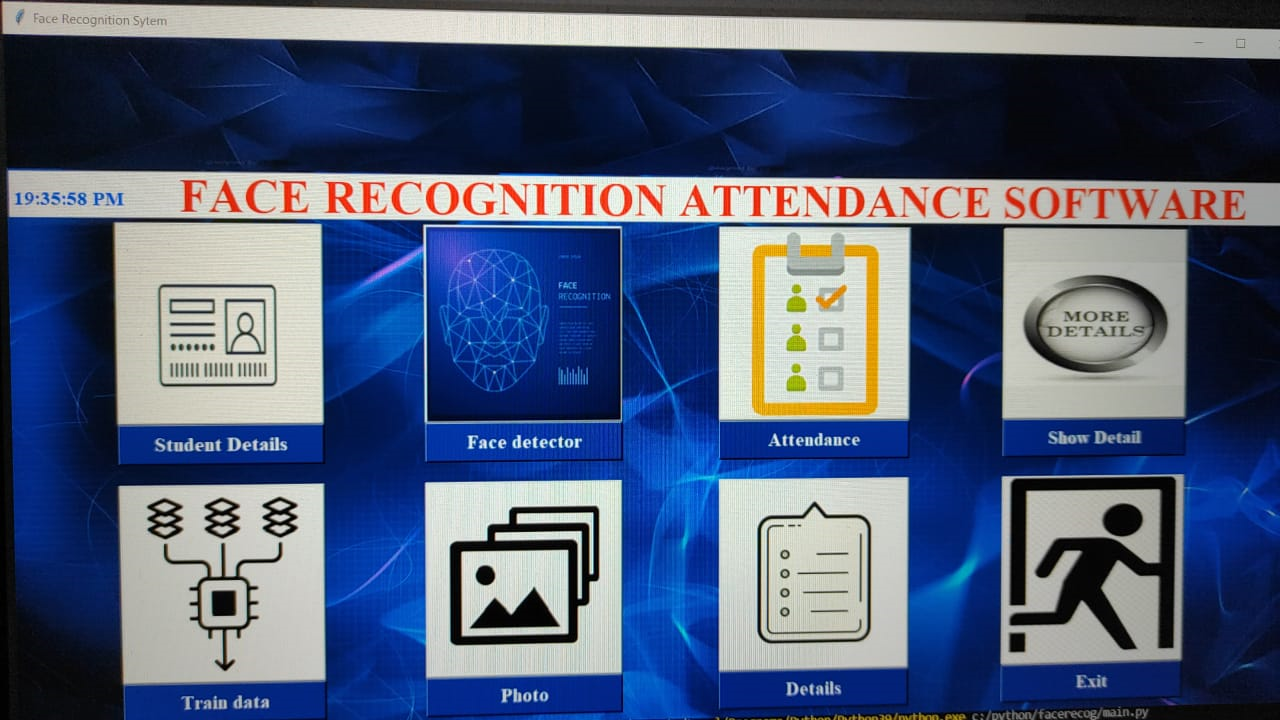 Face Recognition Sytem
19:35:58 PM
FACE RECOGNITION ATTENDANCE SOFTWARE
FACE
RECOGNITION
MORE
DETAILS
Student Details
Face detector
Attendance
Show Detail
Train data
Photo
Details
Exit
/Python/Python39/python.exe c:/python/facerecog/main.py